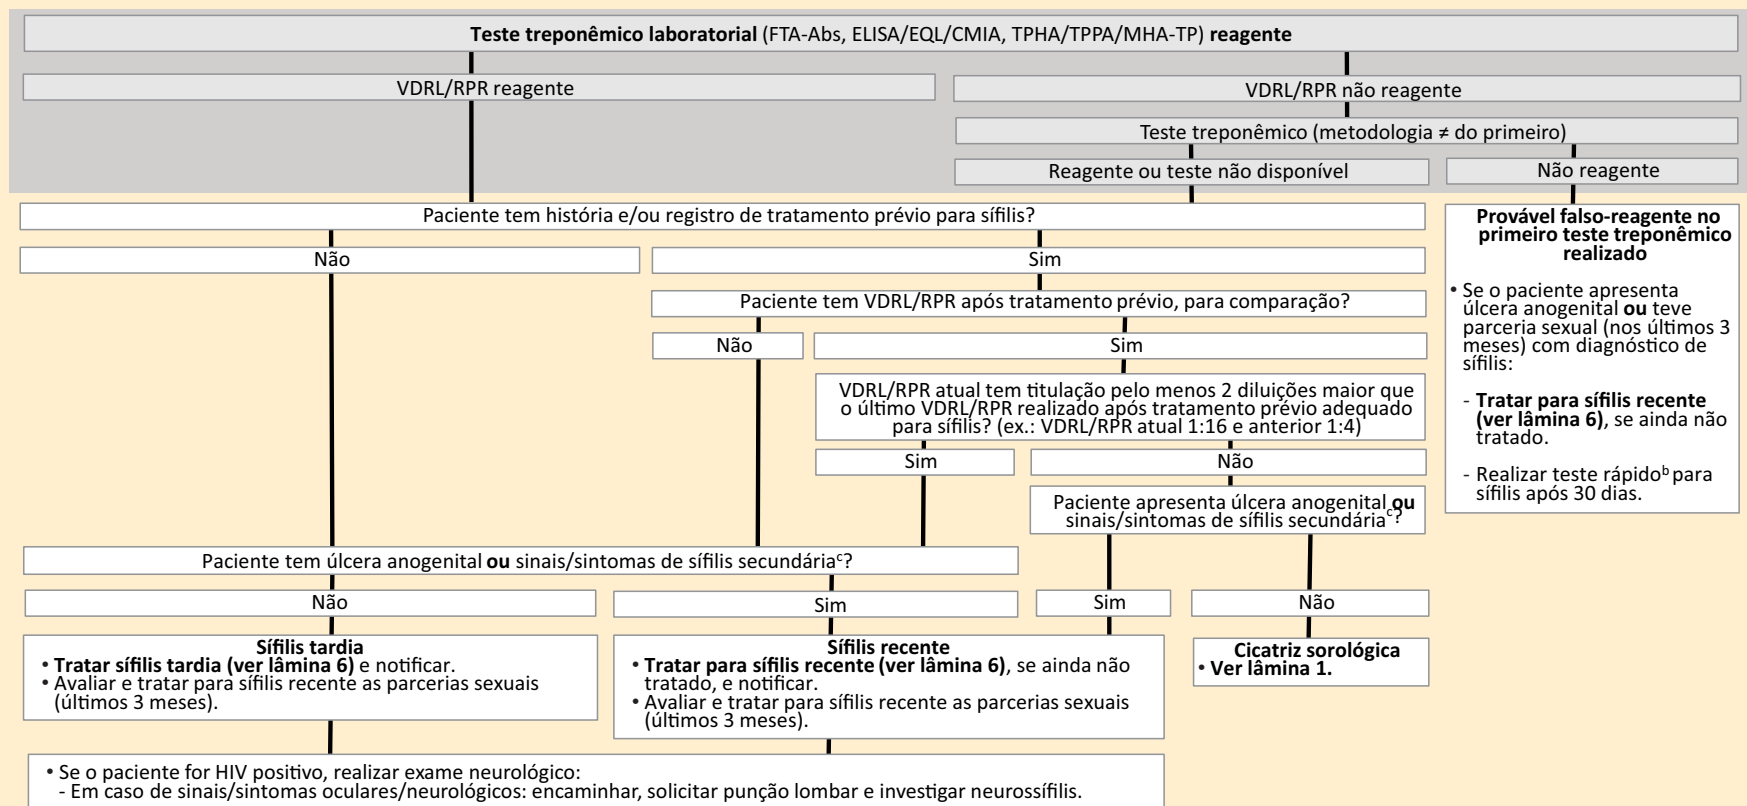 Teste treponêmico laboratorial (FTA-Abs, ELISA/EQL/CMIA, TPHA/TPPA/MHA-TP) reagente
VDRL/RPR reagente
VDRL/RPR não reagente
Teste treponêmico (metodologia ≠ do primeiro)
Reagente ou teste não disponível
Não reagente
Paciente tem história e/ou registro de tratamento prévio para sífilis?
Não
Sim
Paciente tem VDRL/RPR após tratamento prévio, para comparação?
Não
Sim
VDRL/RPR atual tem titulação pelo menos 2 diluições maior que
o último VDRL/RPR realizado após tratamento prévio adequado
para sífilis? (ex.: VDRL/RPR atual 1:16 e anterior 1:4)
Sim
Não
Paciente apresenta úlcera anogenital ou
sinais/sintomas de sífilis secundáriaᶜ?
Provável falso-reagente no
primeiro teste treponêmico
realizado
• Se o paciente apresenta
úlcera anogenital ou teve
parceria sexual (nos últimos 3
meses) com diagnóstico de
sífilis:
- Tratar para sífilis recente
(ver lâmina 6), se ainda não
tratado.
- Realizar teste rápidoᵇ para
sífilis após 30 dias.
Paciente tem úlcera anogenital ou sinais/sintomas de sífilis secundáriaᶜ?
Não
Sim
Sim
Não
Sífilis tardia
• Tratar sífilis tardia (ver lâmina 6) e notificar.
• Avaliar e tratar para sífilis recente as parcerias sexuais
(últimos 3 meses).
Sífilis recente
• Tratar para sífilis recente (ver lâmina 6), se ainda não
tratado, e notificar.
• Avaliar e tratar para sífilis recente as parcerias sexuais
(últimos 3 meses).
Cicatriz sorológica
• Ver lâmina 1.
• Se o paciente for HIV positivo, realizar exame neurológico:
- Em caso de sinais/sintomas oculares/neurológicos: encaminhar, solicitar punção lombar e investigar neurossífilis.